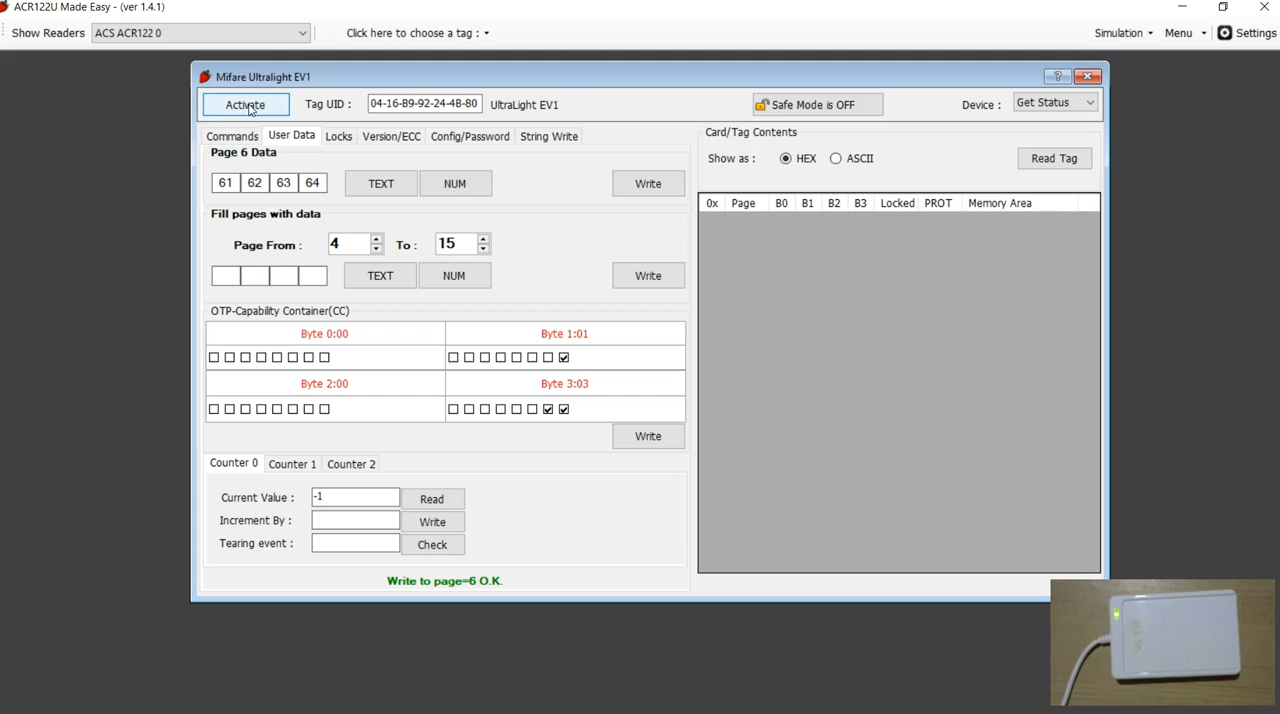 ACR122U Made Easy - (ver 1.4.1)
Show Readers ACS ACR122 0 Click here to choose a tag : Simulation Menu Settings
Mifare Ultralight EV1 ?
Activate Tag UID : 04-16-B9-92-24-4B-80 UltraLight EV1 Safe Mode is OFF Device : Get Status
Commands User Data Locks Version/ECC Config/Password String Write
Card/Tag Contents
Page 6 Data
Show as : HEX ASCII Read Tag
61 62 63 64 TEXT NUM Write
0x Page B0 B1 B2 B3 Locked PROT Memory Area
Fill pages with data
Page From : 4 To : 15
TEXT NUM Write
OTP-Capability Container(CC)
Byte 0:00 Byte 1:01
Byte 2:00 Byte 3:03
Write
Counter 0 Counter 1 Counter 2
Current Value : -1 Read
Increment By : Write
Tearing event : Check
Write to page=6 O.K.